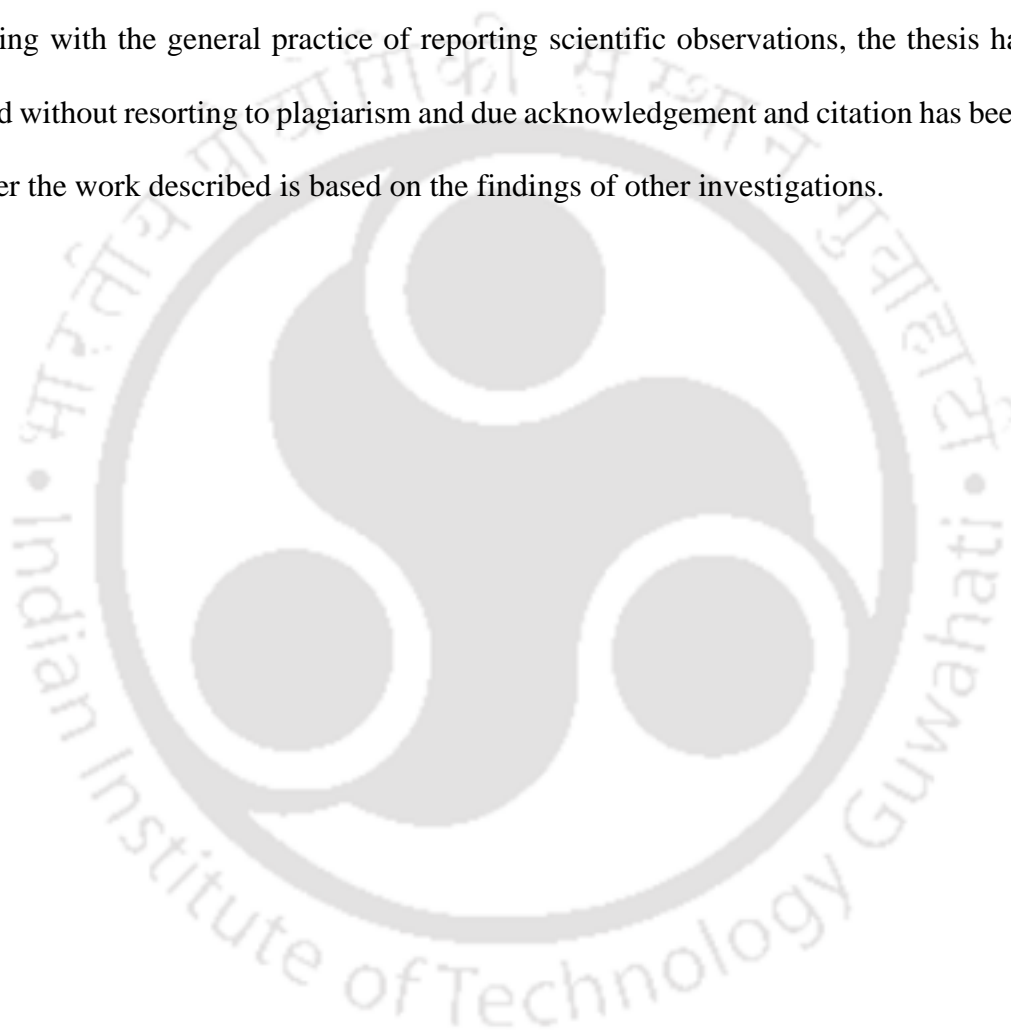 ing with the general practice of reporting scientific observations, the thesis ha
d without resorting to plagiarism and due acknowledgement and citation has bee
er the work described is based on the findings of other investigations.
भारतीय गुवाहाटी
• Indian Institute of Technology Guwahati •